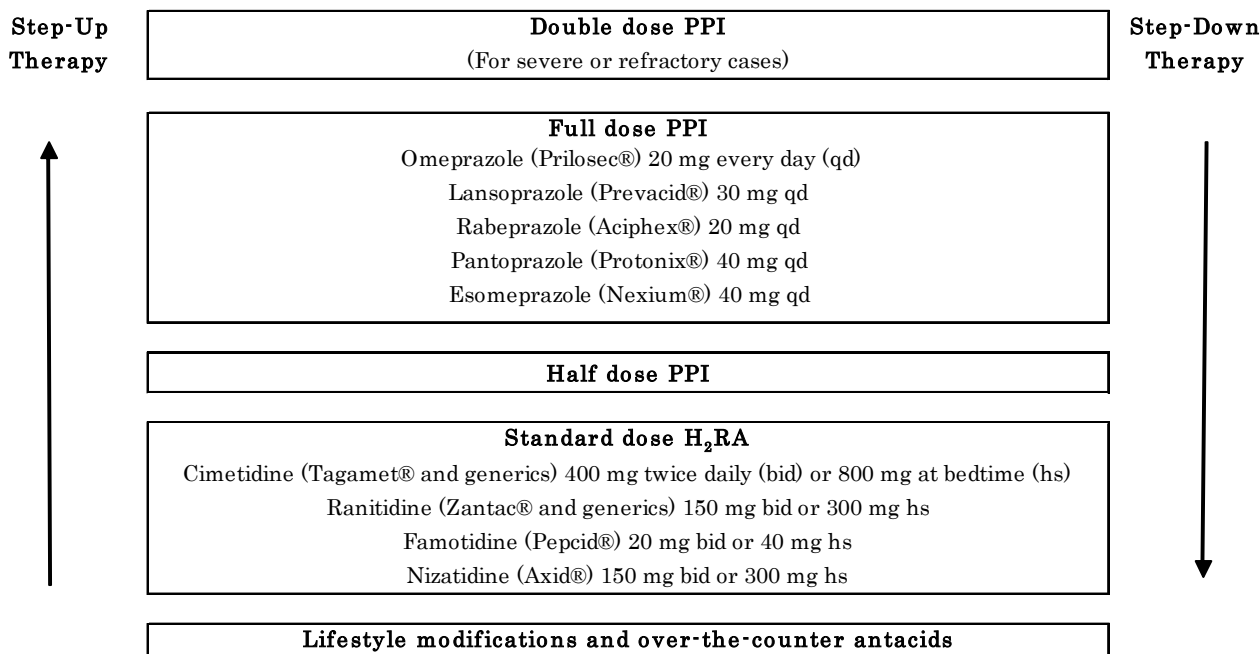 Step-Up
Therapy
Double dose PPI
(For severe or refractory cases)
Step-Down
Therapy
Full dose PPI
Omeprazole (Prilosec®) 20 mg every day (qd)
Lansoprazole (Prevacid®) 30 mg qd
Rabeprazole (Aciphex®) 20 mg qd
Pantoprazole (Protonix®) 40 mg qd
Esomeprazole (Nexium®) 40 mg qd
Half dose PPI
Standard dose H₂RA
Cimetidine (Tagamet® and generics) 400 mg twice daily (bid) or 800 mg at bedtime (hs)
Ranitidine (Zantac® and generics) 150 mg bid or 300 mg hs
Famotidine (Pepcid®) 20 mg bid or 40 mg hs
Nizatidine (Axid®) 150 mg bid or 300 mg hs
Lifestyle modifications and over-the-counter antacids